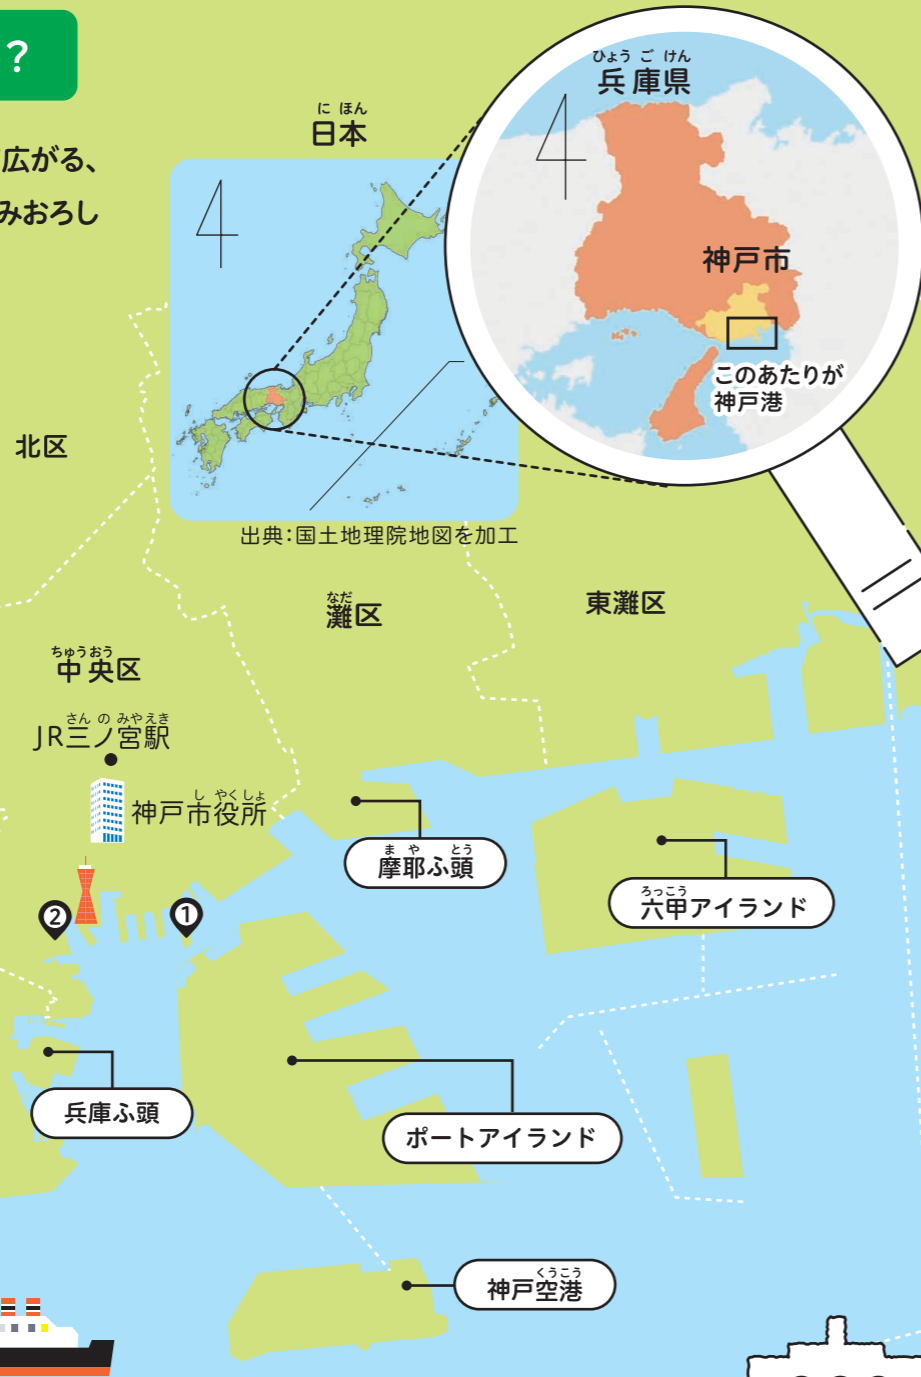 ?
広がる、
みおろし
に ほん
日本
ひょう ご けん
兵庫県
神戸市
このあたりが
神戸港
出典：国土地理院地図を加工
北区
なだ
灘区
東灘区
ちゅうおう
中央区
さん の みやえき
JR三ノ宮駅
し やくしょ
神戸市役所
ま や とう
摩耶ふ頭
ろっこう
六甲アイランド
②
①
兵庫ふ頭
ポートアイランド
くうこう
神戸空港